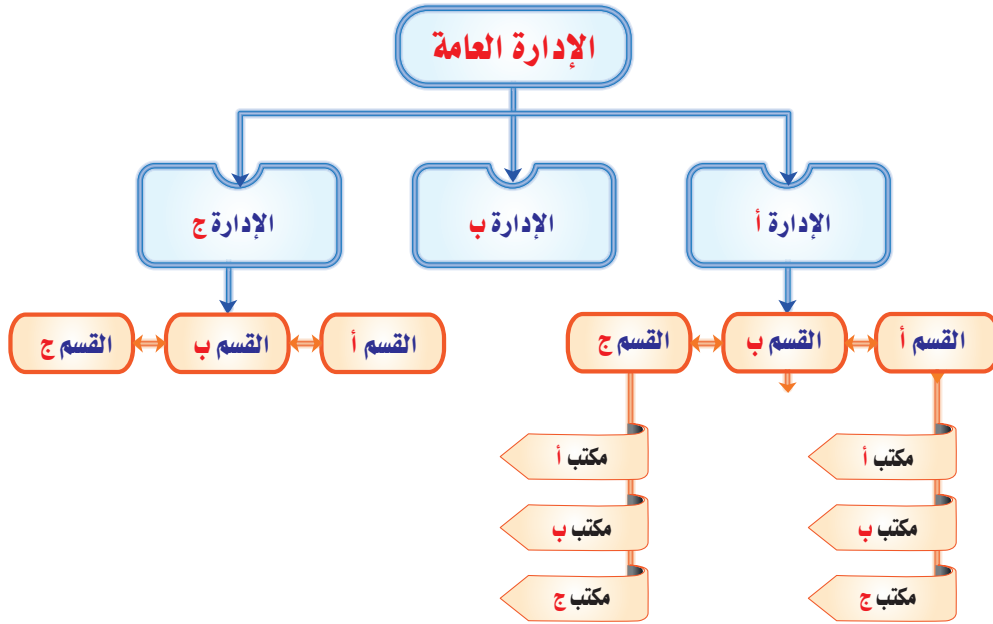 الإدارة العامة
الإدارة أ
الإدارة ب
الإدارة ج
القسم أ
القسم ب
القسم ج
القسم أ
القسم ب
القسم ج
مكتب أ
مكتب ب
مكتب ج
مكتب أ
مكتب ب
مكتب ج